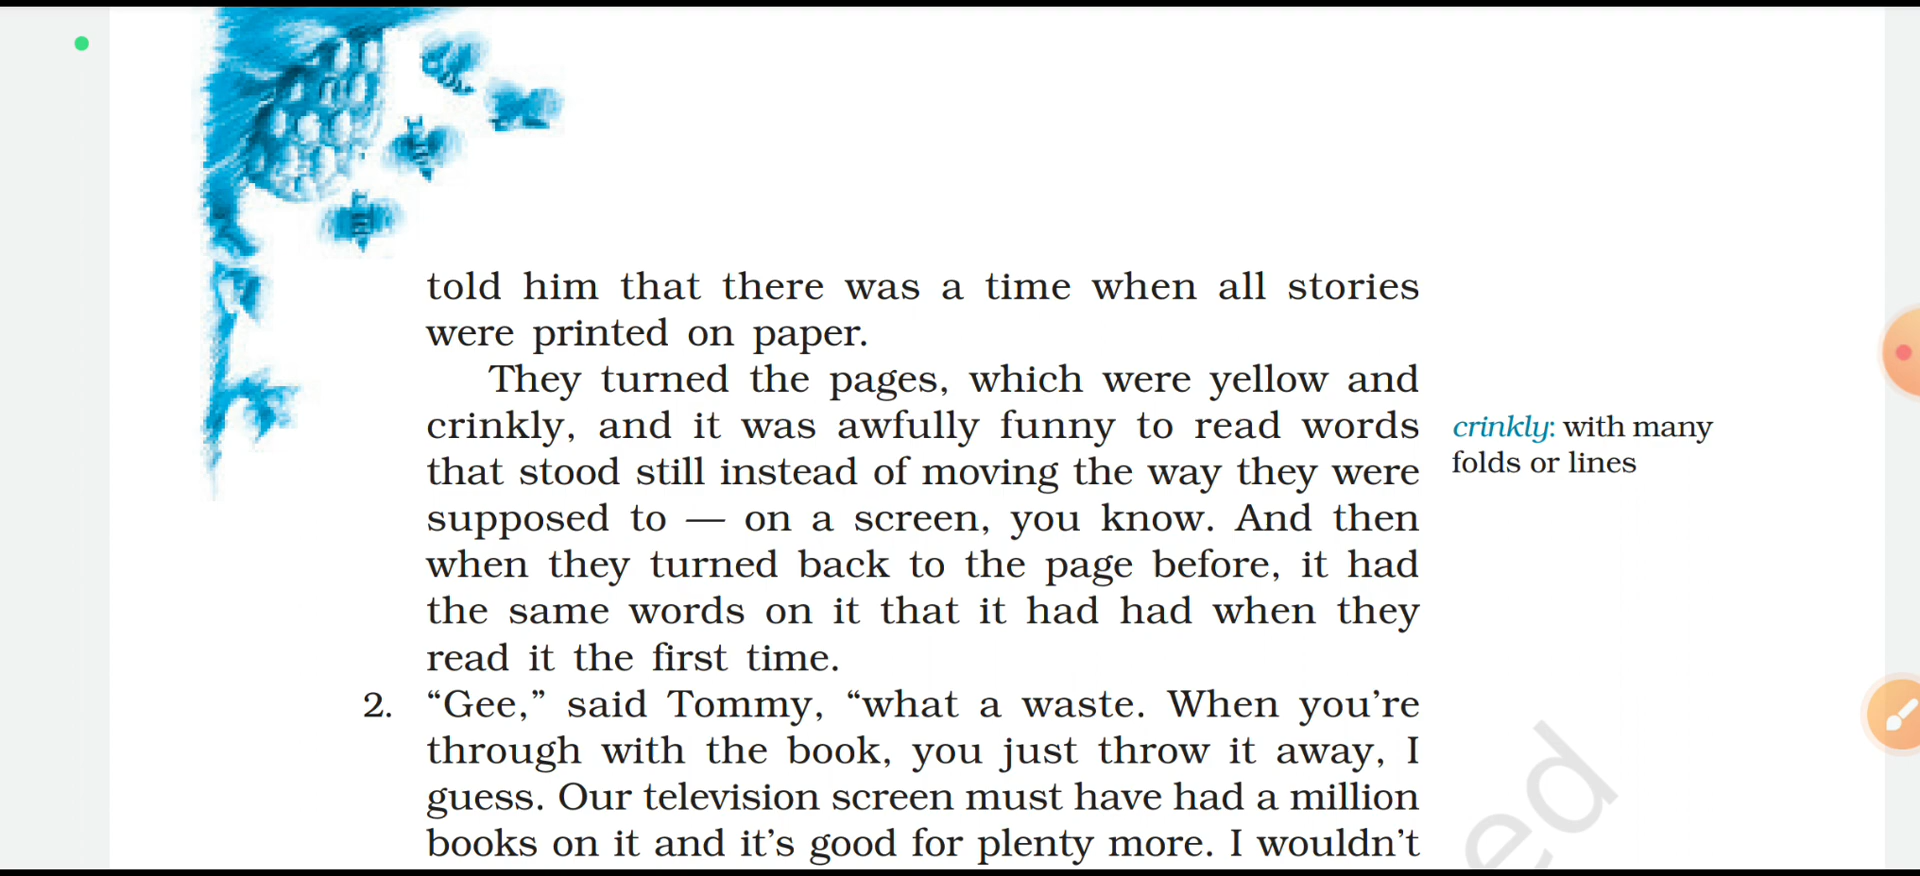 told him that there was a time when all stories
were printed on paper.
They turned the pages, which were yellow and
crinkly, and it was awfully funny to read words
that stood still instead of moving the way they were
supposed to — on a screen, you know. And then
when they turned back to the page before, it had
the same words on it that it had had when they
read it the first time.
2. “Gee,” said Tommy, “what a waste. When you’re
through with the book, you just throw it away, I
guess. Our television screen must have had a million
books on it and it’s good for plenty more. I wouldn’t
crinkly: with many
folds or lines
ed